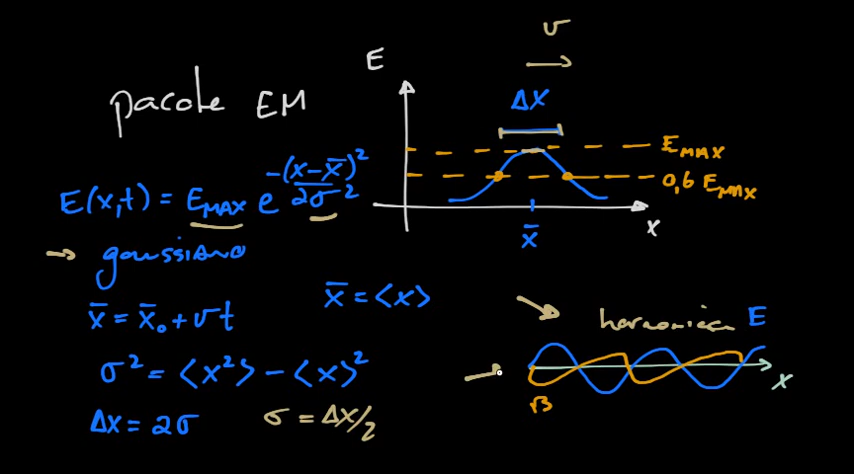 pacote EM
E(x,t) = E_MAX e^{-(x-x̄)²/2σ²}
→ gaussiano
x̄ = x̄₀ + vt
x̄ = <x>
σ² = <x²> - <x>²
Δx = 2σ
σ = Δx/2
v
E
Δx
E_MAX
0,6 E_MAX
x̄
x
harmônica E
x